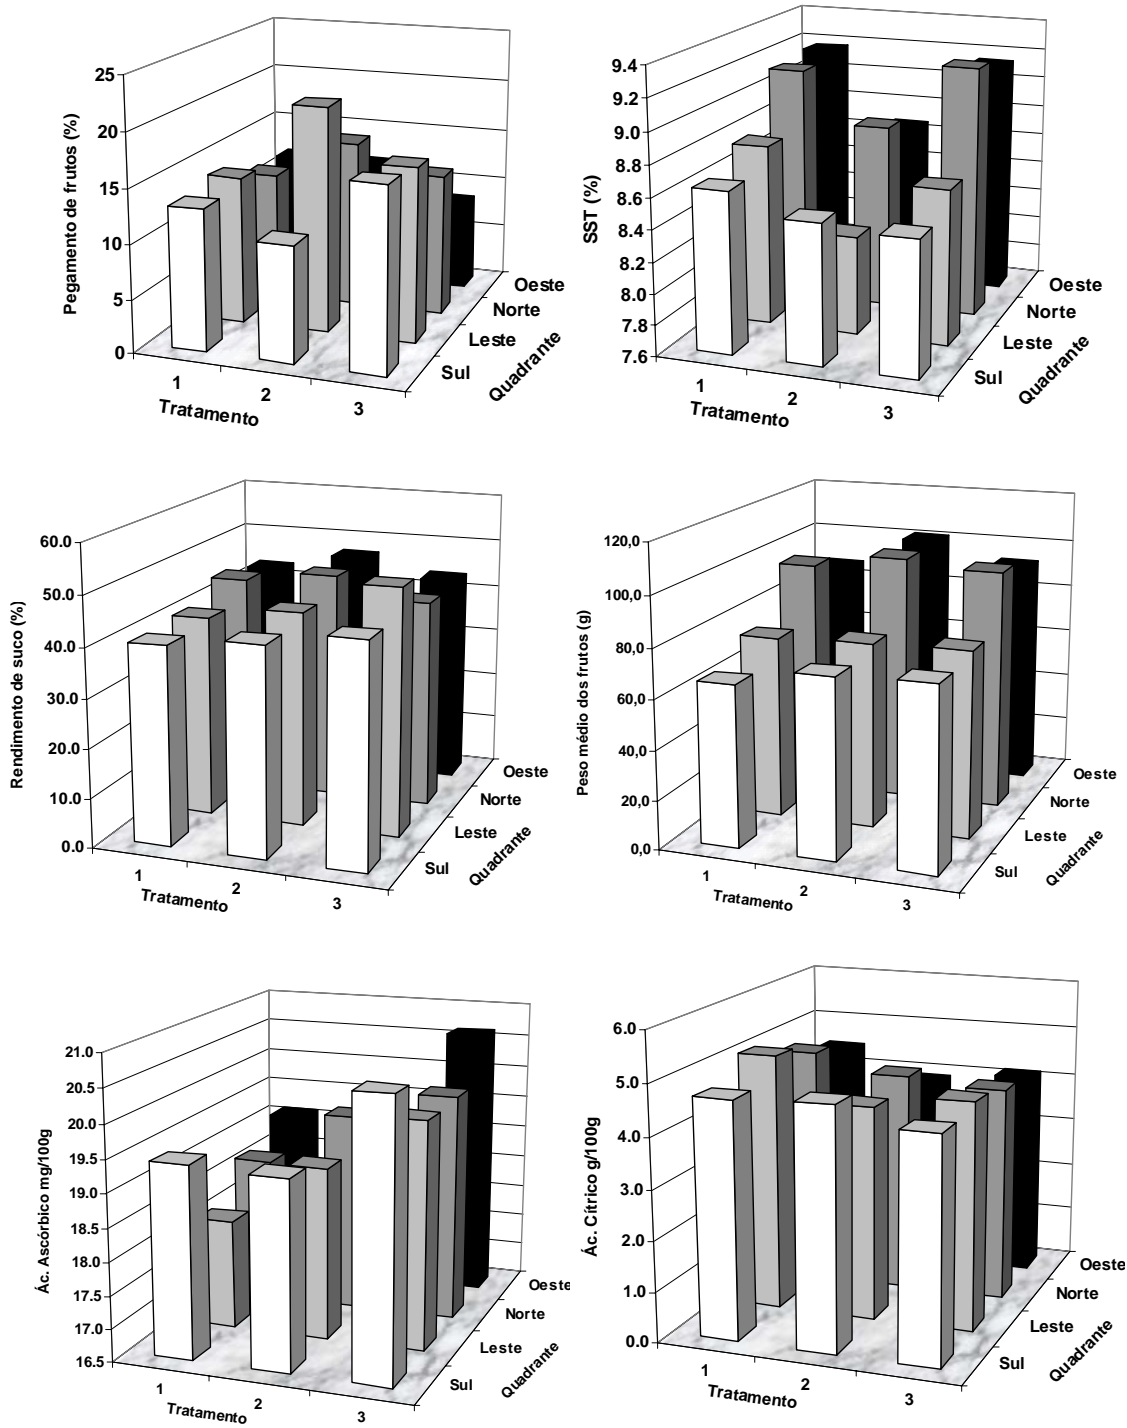 Pegamento de frutos (%)
25
20
15
10
5
0
1
2
3
Tratamento
Sul
Leste
Norte
Oeste
Quadrante
SST (%)
9.4
9.2
9.0
8.8
8.6
8.4
8.2
8.0
7.8
7.6
1
2
3
Tratamento
Sul
Leste
Norte
Oeste
Quadrante
Rendimento de suco (%)
60.0
50.0
40.0
30.0
20.0
10.0
0.0
1
2
3
Tratamento
Sul
Leste
Norte
Oeste
Quadrante
Peso médio dos frutos (g)
120,0
100,0
80,0
60,0
40,0
20,0
0,0
1
2
3
Tratamento
Sul
Leste
Norte
Oeste
Quadrante
Ác. Ascórbico mg/100g
21.0
20.5
20.0
19.5
19.0
18.5
18.0
17.5
17.0
16.5
1
2
3
Tratamento
Sul
Leste
Norte
Oeste
Quadrante
Ác. Cítrico g/100g
6.0
5.0
4.0
3.0
2.0
1.0
0.0
1
2
3
Tratamento
Sul
Leste
Norte
Oeste
Quadrante